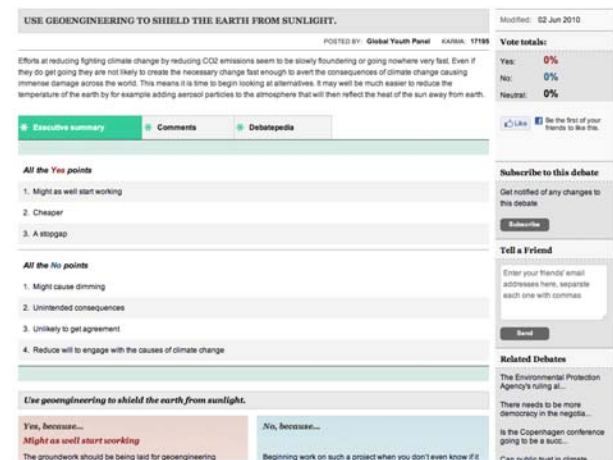 USE GEOENGINEERING TO SHIELD THE EARTH FROM SUNLIGHT.
POSTED BY: Global Youth Panel KARMA: 17195
Efforts at reducing fighting climate change by reducing CO2 emissions seem to be slowly floundering or going nowhere very fast. Even if
they do get going they are not likely to create the necessary change fast enough to avert the consequences of climate change causing
immense damage across the world. This means it is time to begin looking at alternatives. It may well be much easier to reduce the
temperature of the earth by for example adding aerosol particles to the atmosphere that will then reflect the heat of the sun away from earth.
Executive summary
Comments
Debatepedia
All the Yes points
1. Might as well start working
2. Cheaper
3. A stopgap
All the No points
1. Might cause dimming
2. Unintended consequences
3. Unlikely to get agreement
4. Reduce will to engage with the causes of climate change
Use geoengineering to shield the earth from sunlight.
Yes, because...
Might as well start working
The groundwork should be being laid for geoengineering
No, because...
Beginning work on such a project when you don't even know if it
Modified: 02 Jun 2010
Vote totals:
Yes: 0%
No: 0%
Neutral: 0%
Like
Be the first of your
friends to like this.
Subscribe to this debate
Get notified of any changes to
this debate
Subscribe
Tell a Friend
Enter your friends' email
addresses here, separate
each one with commas
Send
Related Debates
The Environmental Protection
Agency's ruling al...
There needs to be more
democracy in the negotia...
Is the Copenhagen conference
going to be a succ...
Can public trust in climate